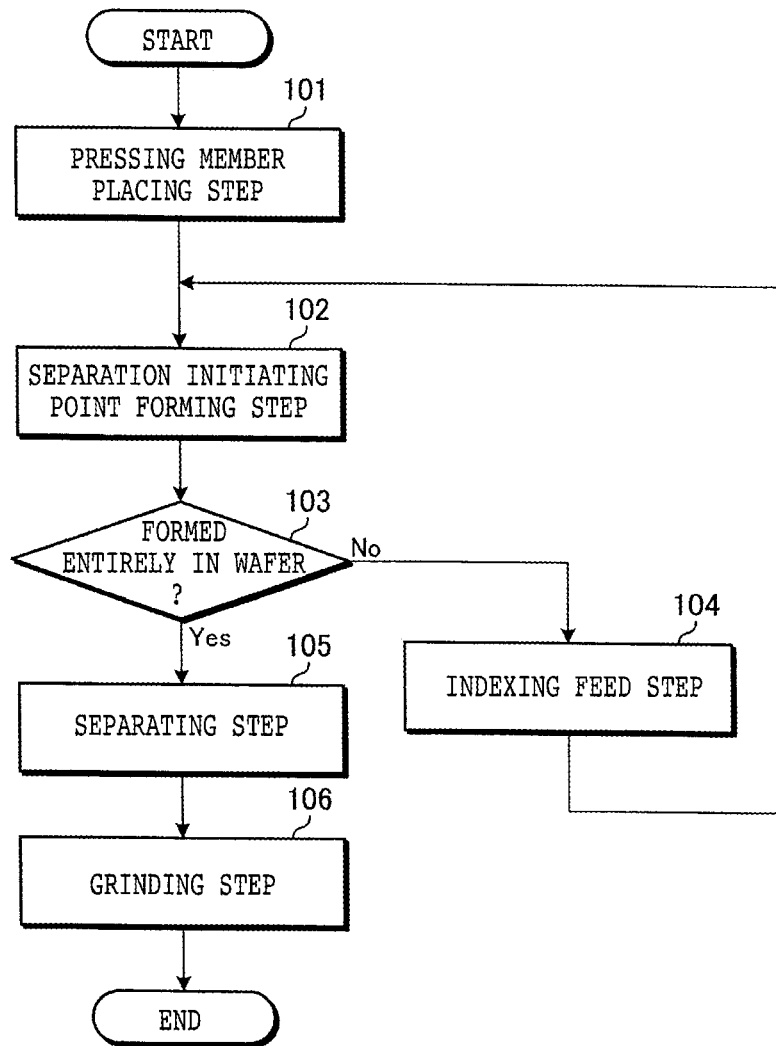 START
101
PRESSING MEMBER
PLACING STEP
102
SEPARATION INITIATING
POINT FORMING STEP
103
FORMED
ENTIRELY IN WAFER
?
No
Yes
104
INDEXING FEED STEP
105
SEPARATING STEP
106
GRINDING STEP
END